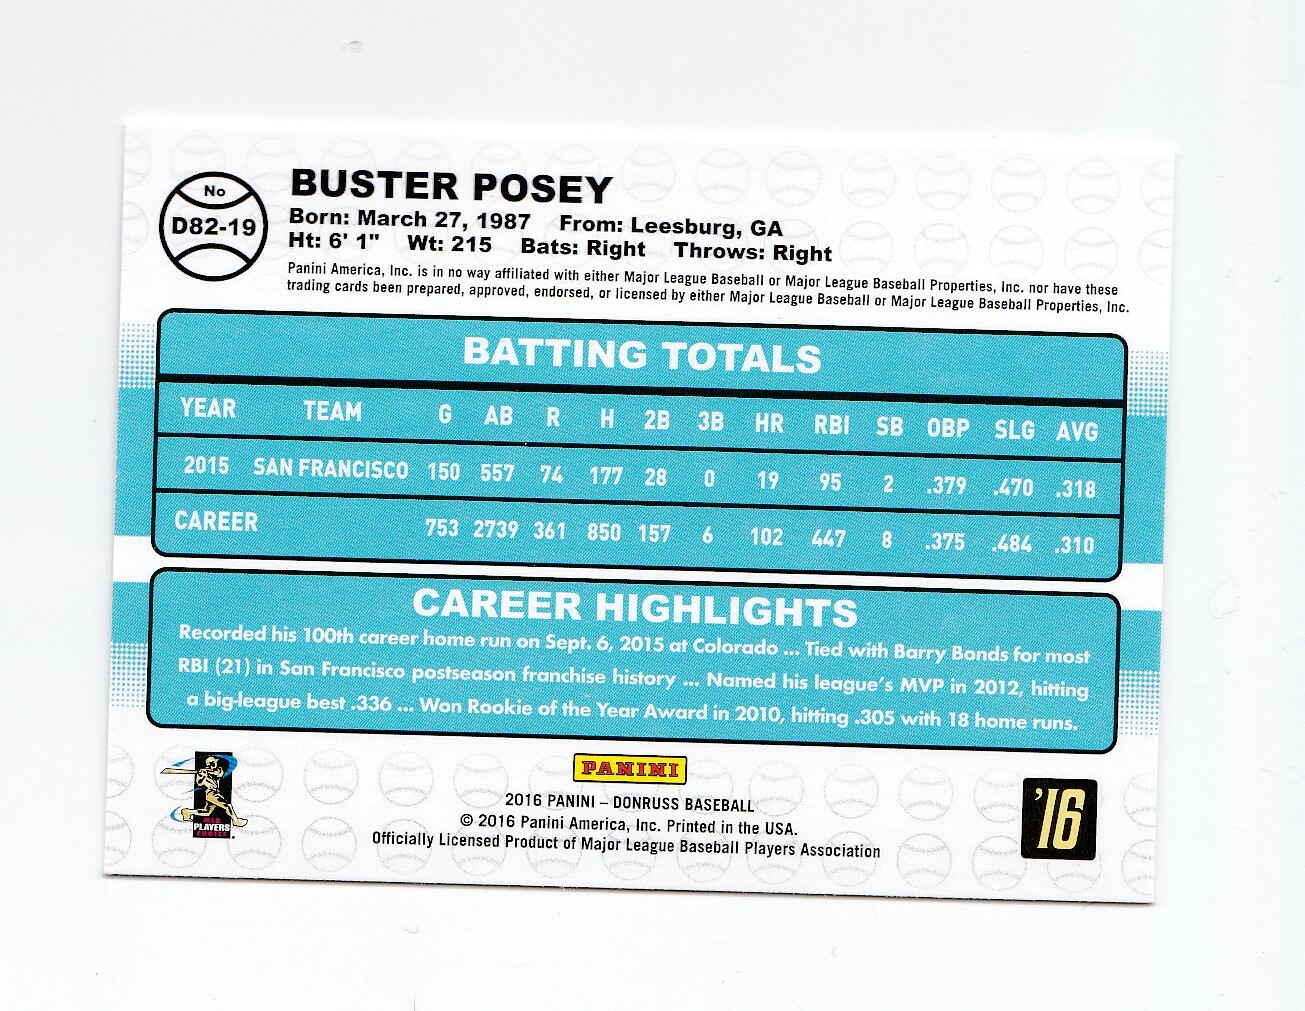 No
D82-19
BUSTER POSEY
Born: March 27, 1987 From: Leesburg, GA
Ht: 6' 1" Wt: 215 Bats: Right Throws: Right
Panini America, Inc. is in no way affiliated with either Major League Baseball or Major League Baseball Properties, Inc. nor have these
trading cards been prepared, approved, endorsed, or licensed by either Major League Baseball or Major League Baseball Properties, Inc.
BATTING TOTALS
YEAR TEAM G AB R H 2B 3B HR RBI SB OBP SLG AVG
2015 SAN FRANCISCO 150 557 74 177 28 0 19 95 2 .379 .470 .318
CAREER 753 2739 361 850 157 6 102 447 8 .375 .484 .310
CAREER HIGHLIGHTS
Recorded his 100th career home run on Sept. 6, 2015 at Colorado ... Tied with Barry Bonds for most
RBI (21) in San Francisco postseason franchise history ... Named his league's MVP in 2012, hitting
a big-league best .336 ... Won Rookie of the Year Award in 2010, hitting .305 with 18 home runs.
MLB
PLAYERS
CHOICE
PANINI
2016 PANINI – DONRUSS BASEBALL
© 2016 Panini America, Inc. Printed in the USA.
Officially Licensed Product of Major League Baseball Players Association
'16